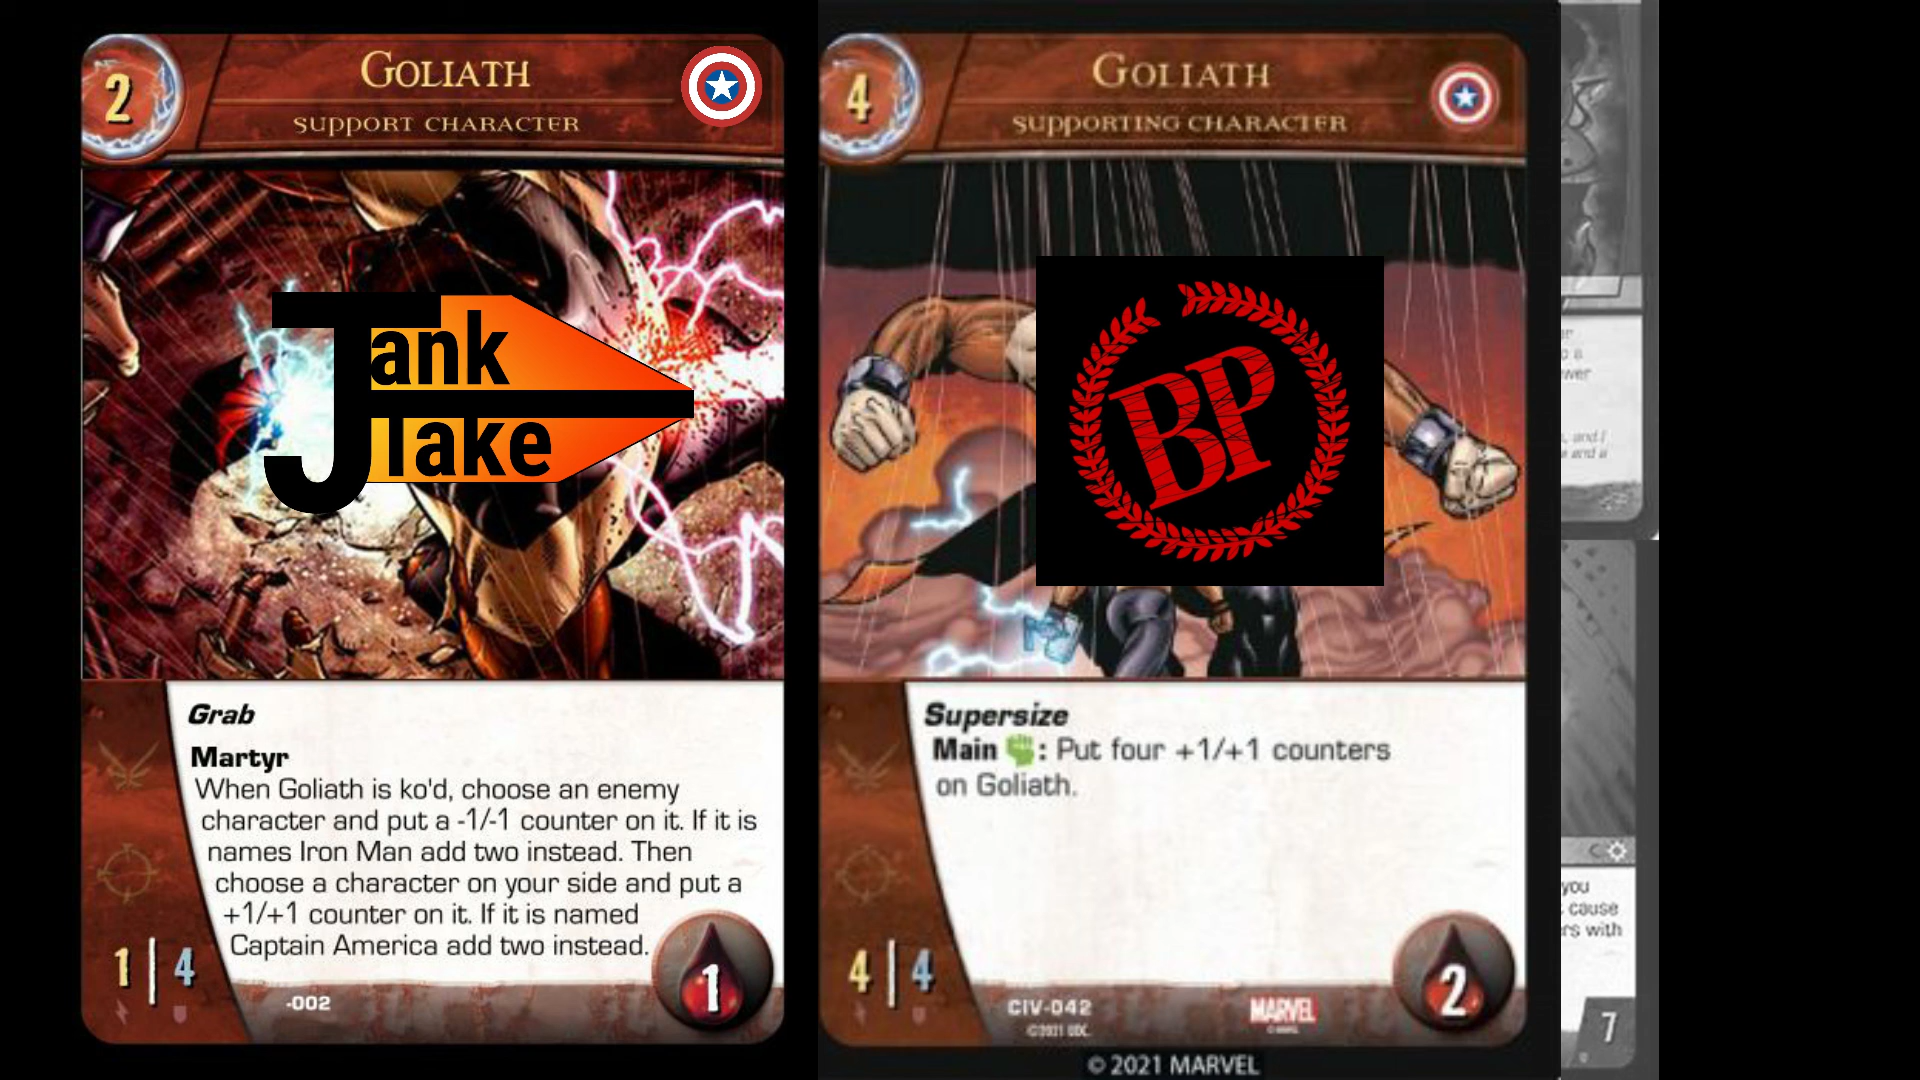 2
GOLIATH
SUPPORT CHARACTER
Jank
Jake
Grab
Martyr
When Goliath is ko'd, choose an enemy
character and put a -1/-1 counter on it. If it is
names Iron Man add two instead. Then
choose a character on your side and put a
+1/+1 counter on it. If it is named
Captain America add two instead.
1 | 4
-002
1
4
GOLIATH
SUPPORTING CHARACTER
BP
Supersize
Main : Put four +1/+1 counters
on Goliath.
4 | 4
CIV-042
©2021 UDC.
MARVEL
2
© 2021 MARVEL
, and I
e and a
you
cause
rs with
7